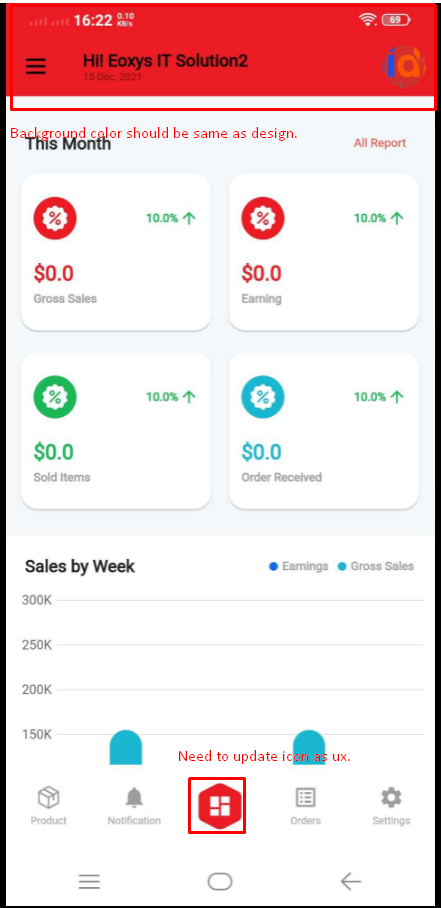 16:22 0.10 KB/s 69
Hi! Eoxys IT Solution2
15 Dec, 2021
Background color should be same as design.
This Month All Report
10.0% 10.0%
$0.0 $0.0
Gross Sales Earning
10.0% 10.0%
$0.0 $0.0
Sold Items Order Received
Sales by Week Earnings Gross Sales
300K
250K
200K
150K
Need to update icon as ux.
Product Notification Orders Settings